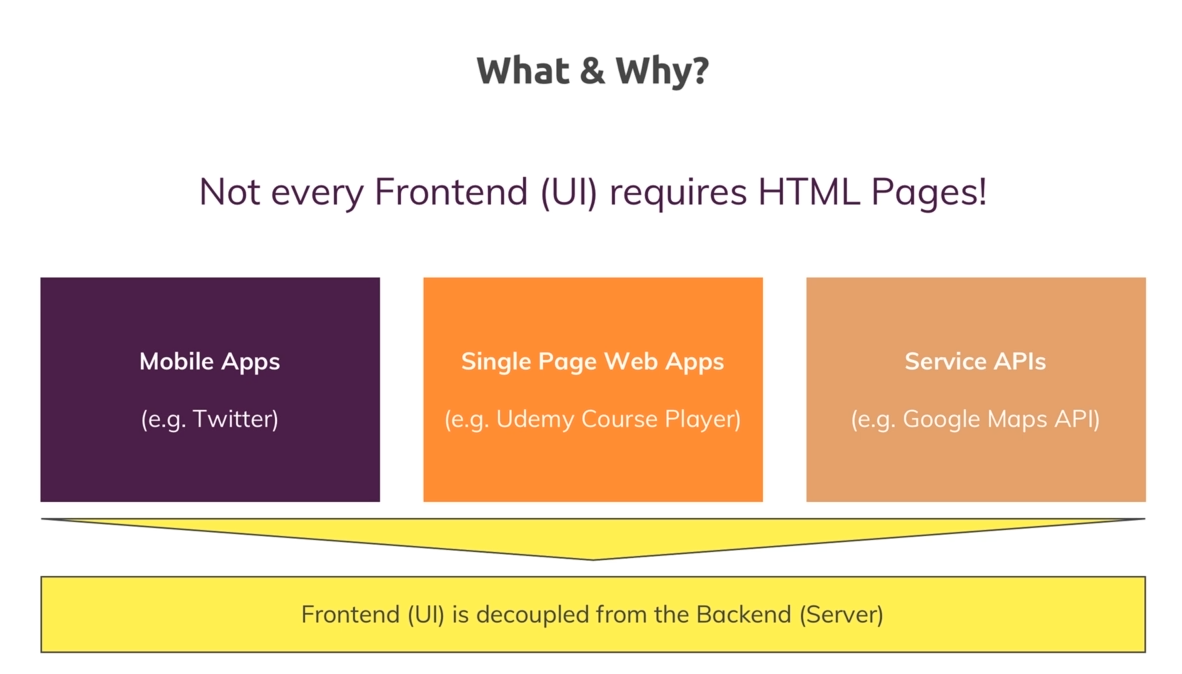 What & Why?
Not every Frontend (UI) requires HTML Pages!
Mobile Apps
(e.g. Twitter)
Single Page Web Apps
(e.g. Udemy Course Player)
Service APIs
(e.g. Google Maps API)
Frontend (UI) is decoupled from the Backend (Server)